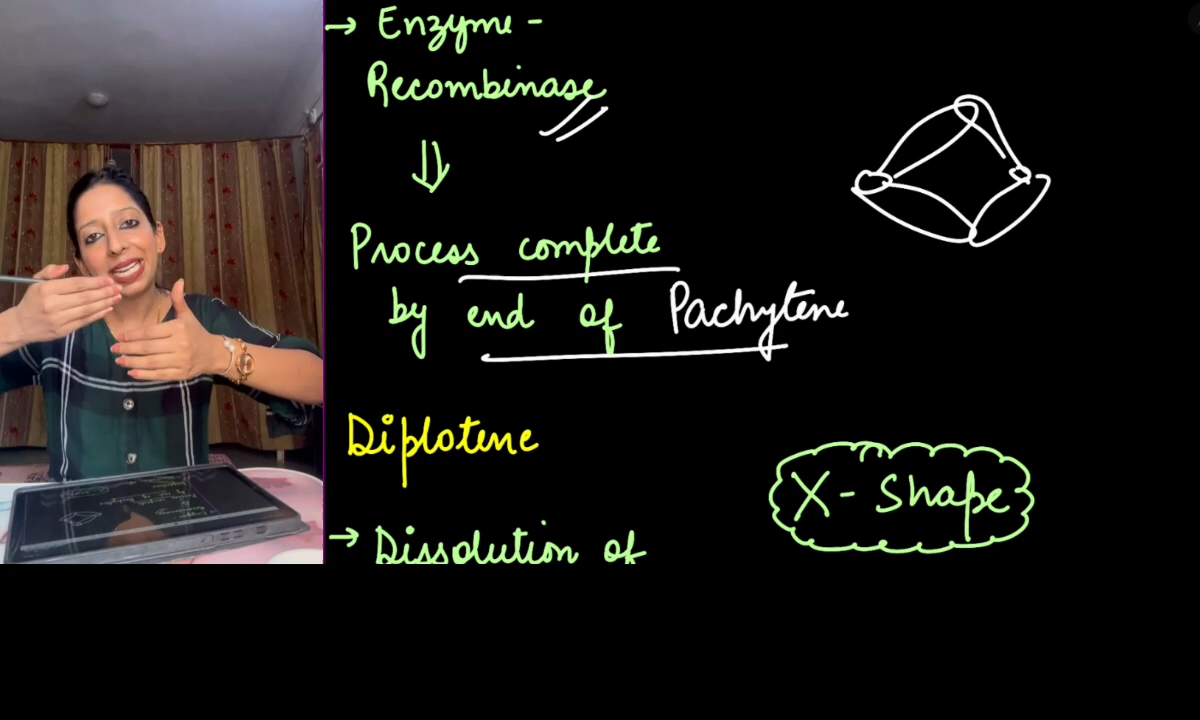 → Enzyme -
Recombinase
⇓
Process complete
by end of Pachytene
Diplotene
X - Shape
→ Dissolution of